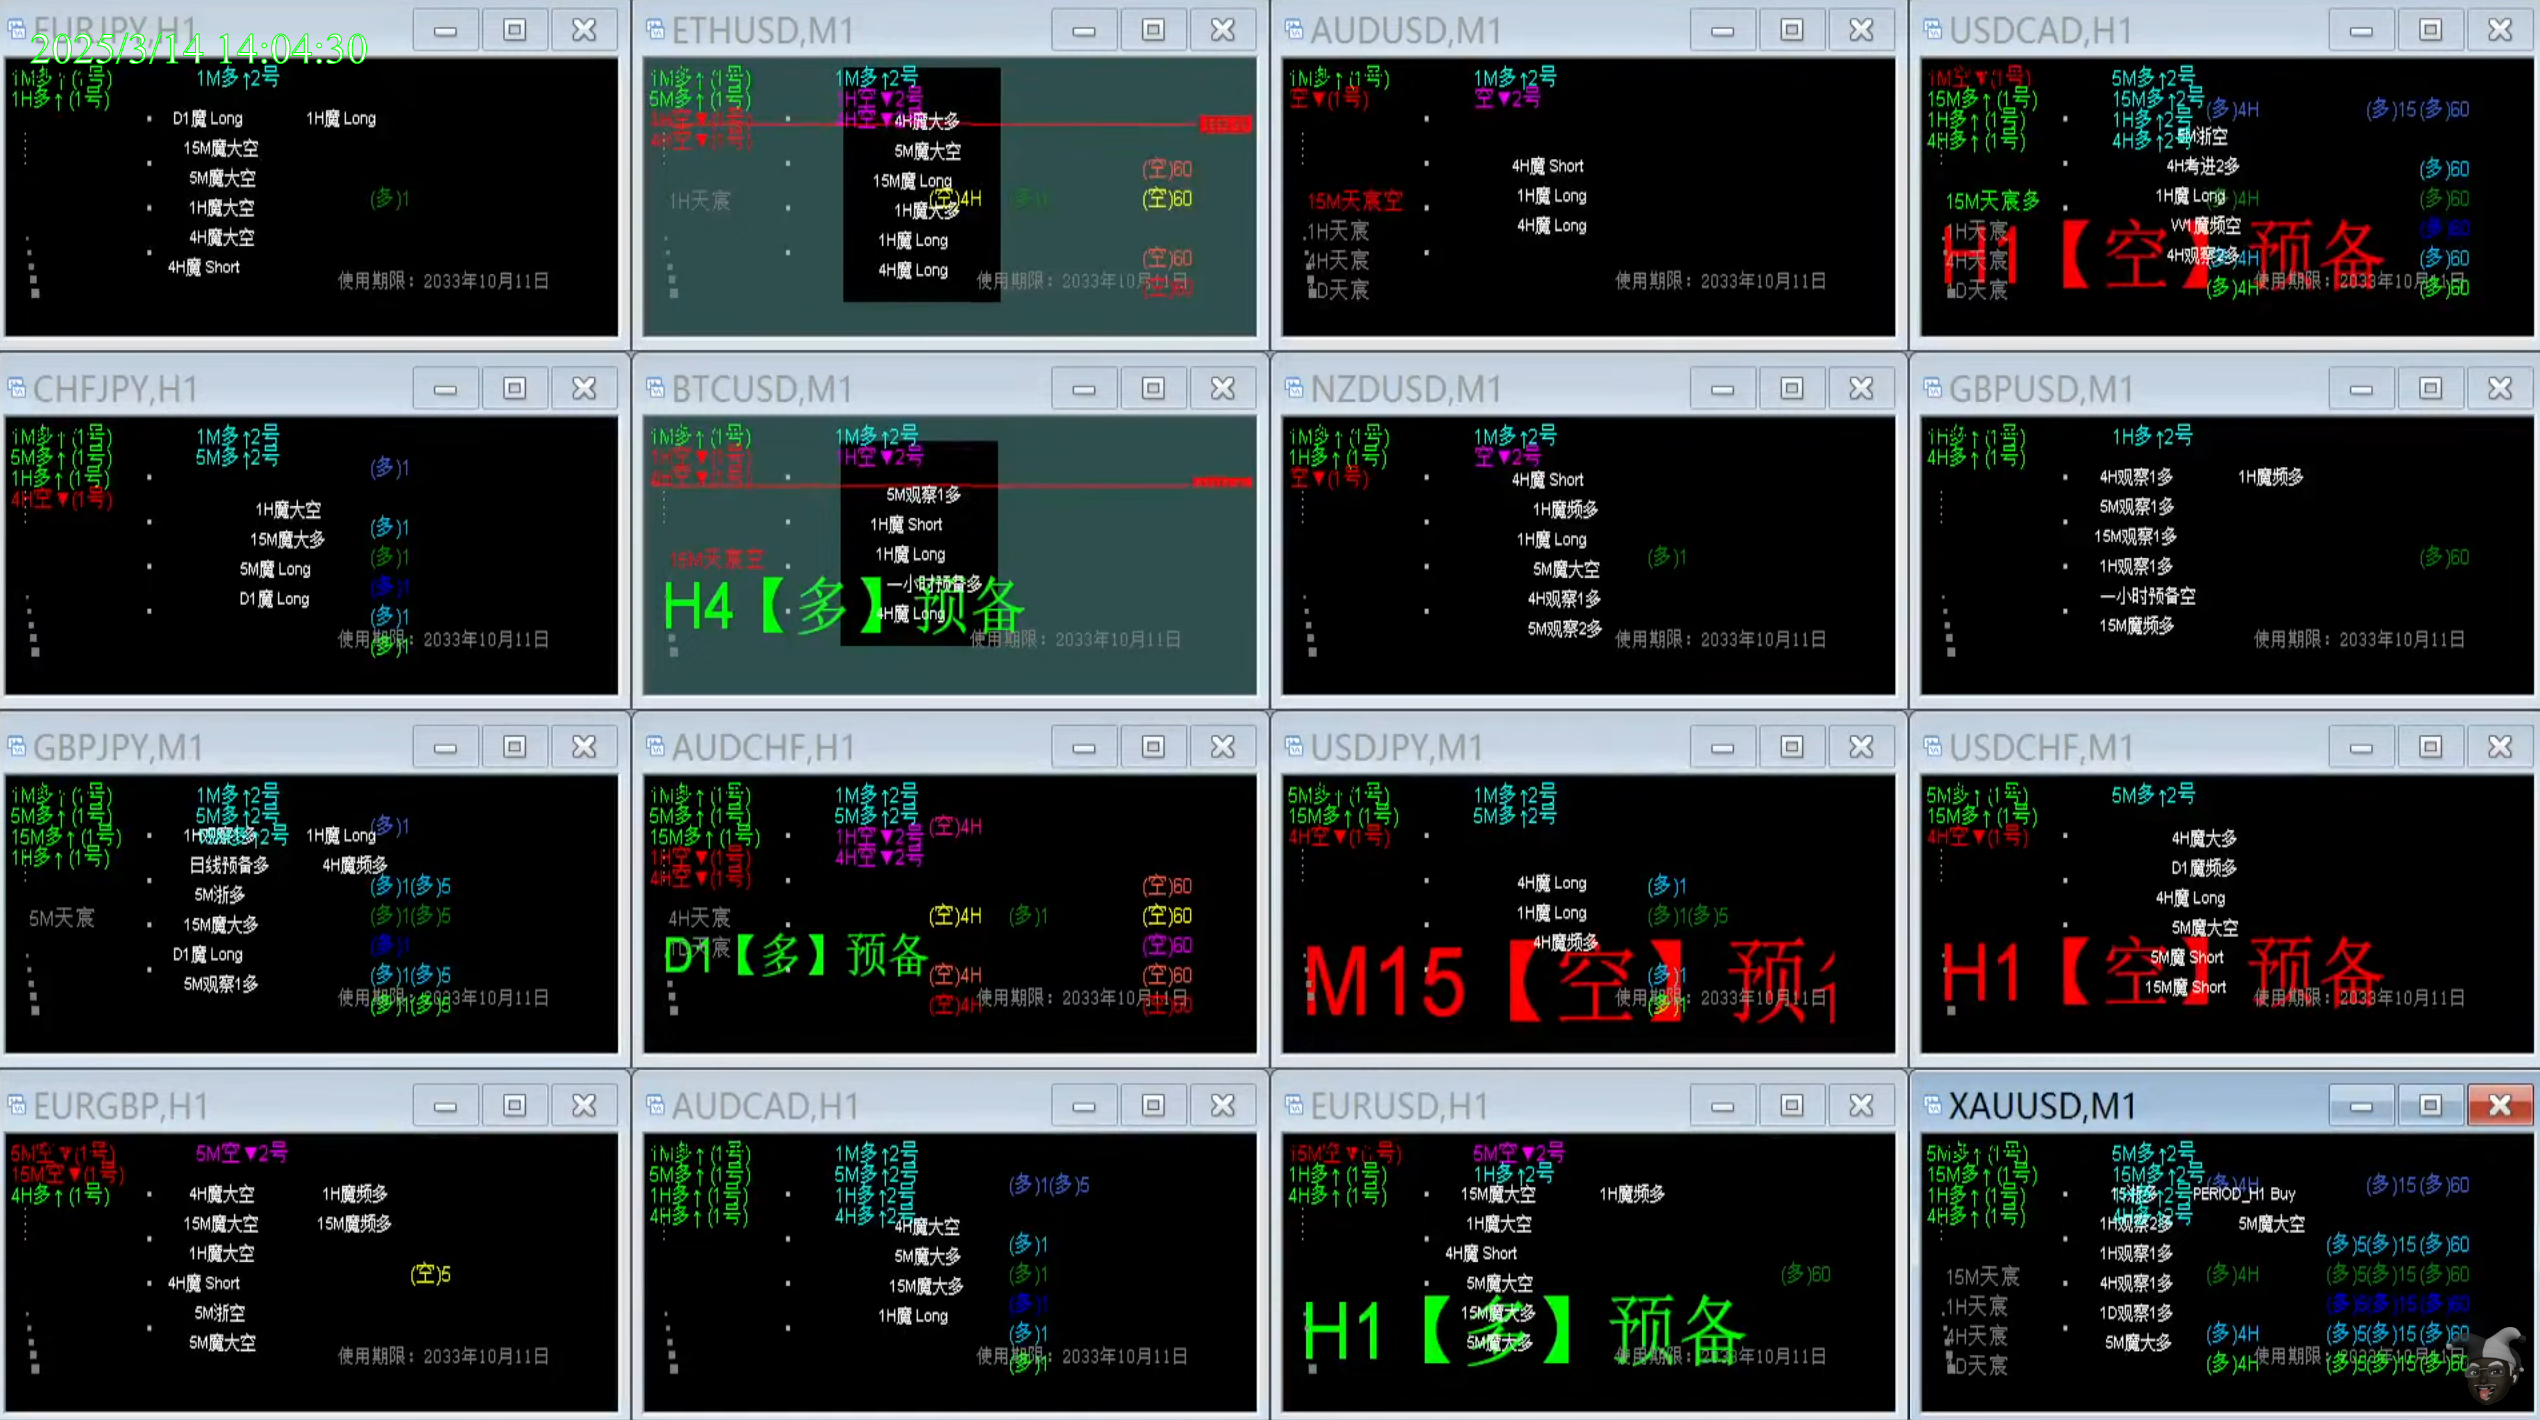 EURJPY,H1
2025/3/14 14:04:30
1M多↑(1号)
1M多↑2号
1H多↑(1号)
D1魔 Long
1H魔 Long
15M魔大空
5M魔大空
(多)1
1H魔大空
4H魔大空
4H魔 Short
使用期限：2033年10月11日
ETHUSD,M1
1M多↑(1号)
1M多↑2号
5M多↑(1号)
1H空▼2号
1H空▼(1号)
4H空▼2号
4H魔大多
4H空▼(1号)
5M魔大空
(空)60
15M魔 Long
1H天宸
(空)4H
(空)60
1H魔大多
1H魔 Long
(空)60
4H魔 Long
使用期限：2033年10月11日
(空)60
AUDUSD,M1
1M多↑(1号)
1M多↑2号
空▼(1号)
空▼2号
4H魔 Short
15M天宸空
1H魔 Long
1H天宸
4H魔 Long
4H天宸
1D天宸
使用期限：2033年10月11日
USDCAD,H1
1M空▼(1号)
5M多↑2号
15M多↑(1号)
15M多↑2号
(多)4H
(多)15(多)60
1H多↑(1号)
1H多↑2号
4H多↑(1号)
4H多↑2号
5M浙空
4H考进2多
(多)60
15M天宸多
1H魔 Long
(多)4H
(多)60
1H天宸
W1魔频空
(多)60
H1【空】预备
4H天宸
4H观察2多
(多)4H
(多)60
1D天宸
(多)4H
使用期限：2033年10月11日
(多)60
CHFJPY,H1
1M多↑(1号)
1M多↑2号
5M多↑(1号)
5M多↑2号
(多)1
1H多↑(1号)
4H空▼(1号)
1H魔大空
(多)1
15M魔大多
(多)1
5M魔 Long
(多)1
D1魔 Long
(多)1
使用期限：2033年10月11日
(多)1
BTCUSD,M1
1M多↑(1号)
1M多↑2号
1H空▼(1号)
1H空▼2号
5M观察1多
1H魔 Short
15M天宸空
1H魔 Long
一小时预备多
H4【多】预备
4H魔 Long
使用期限：2033年10月11日
NZDUSD,M1
1M多↑(1号)
1M多↑2号
1H多↑(1号)
空▼2号
空▼(1号)
4H魔 Short
1H魔频多
1H魔 Long
(多)1
5M魔大空
4H观察1多
5M观察2多
使用期限：2033年10月11日
GBPUSD,M1
1H多↑(1号)
1H多↑2号
4H多↑(1号)
4H观察1多
1H魔频多
5M观察1多
15M观察1多
(多)60
1H观察1多
一小时预备空
15M魔频多
使用期限：2033年10月11日
GBPJPY,M1
1M多↑(1号)
1M多↑2号
5M多↑(1号)
5M多↑2号
(多)1
15M多↑(1号)
1H魔 Long
1H多↑(1号)
日线预备多
4H魔频多
5M浙多
(多)1(多)5
5M天宸
15M魔大多
(多)1(多)5
D1魔 Long
(多)1
5M观察1多
(多)1(多)5
使用期限：2033年10月11日
(多)1(多)5
AUDCHF,H1
1M多↑(1号)
1M多↑2号
5M多↑(1号)
5M多↑2号
(空)4H
15M多↑(1号)
1H空▼2号
1H空▼(1号)
4H空▼2号
4H空▼(1号)
(空)60
4H天宸
(空)4H
(多)1
(空)60
1D天宸
(空)60
D1【多】预备
(空)4H
(空)60
(空)4H
使用期限：2033年10月11日
(空)60
USDJPY,M1
5M多↑(1号)
1M多↑2号
15M多↑(1号)
5M多↑2号
4H空▼(1号)
4H魔 Long
(多)1
1H魔 Long
(多)1(多)5
4H魔频多
M15【空】预
(多)1
使用期限：2033年10月11日
(多)1
USDCHF,M1
5M多↑(1号)
5M多↑2号
15M多↑(1号)
4H空▼(1号)
4H魔大多
D1魔频多
4H魔 Long
5M魔大空
5M魔 Short
H1【空】预备
15M魔 Short
使用期限：2033年10月11日
EURGBP,H1
5M空▼(1号)
5M空▼2号
15M空▼(1号)
4H多↑(1号)
4H魔大空
1H魔频多
15M魔大空
15M魔频多
1H魔大空
(空)5
4H魔 Short
5M浙空
5M魔大空
使用期限：2033年10月11日
AUDCAD,H1
1M多↑(1号)
1M多↑2号
5M多↑(1号)
5M多↑2号
(多)1(多)5
1H多↑(1号)
1H多↑2号
4H多↑(1号)
4H多↑2号
4H魔大空
(多)1
5M魔大多
(多)1
15M魔大多
(多)1
1H魔 Long
(多)1
使用期限：2033年10月11日
(多)1
EURUSD,H1
15M空▼(1号)
5M空▼2号
1H多↑(1号)
1H多↑2号
4H多↑(1号)
15M魔大空
1H魔频多
1H魔大空
4H魔 Short
(多)60
5M魔大空
15M魔大多
H1【多】预备
5M魔大多
使用期限：2033年10月11日
XAUUSD,M1
5M多↑(1号)
5M多↑2号
15M多↑(1号)
15M多↑2号
(多)4H
(多)15(多)60
1H多↑(1号)
PERIOD_H1 Buy
4H多↑(1号)
4H多↑2号
1H观察2多
5M魔大空
1H观察1多
(多)5(多)15(多)60
15M天宸
4H观察1多
(多)4H
(多)5(多)15(多)60
1H天宸
1D观察1多
(多)5(多)15(多)60
4H天宸
5M魔大多
(多)4H
(多)5(多)15(多)60
1D天宸
(多)4H
使用期限：2033年10月11日
(多)5(多)15(多)60